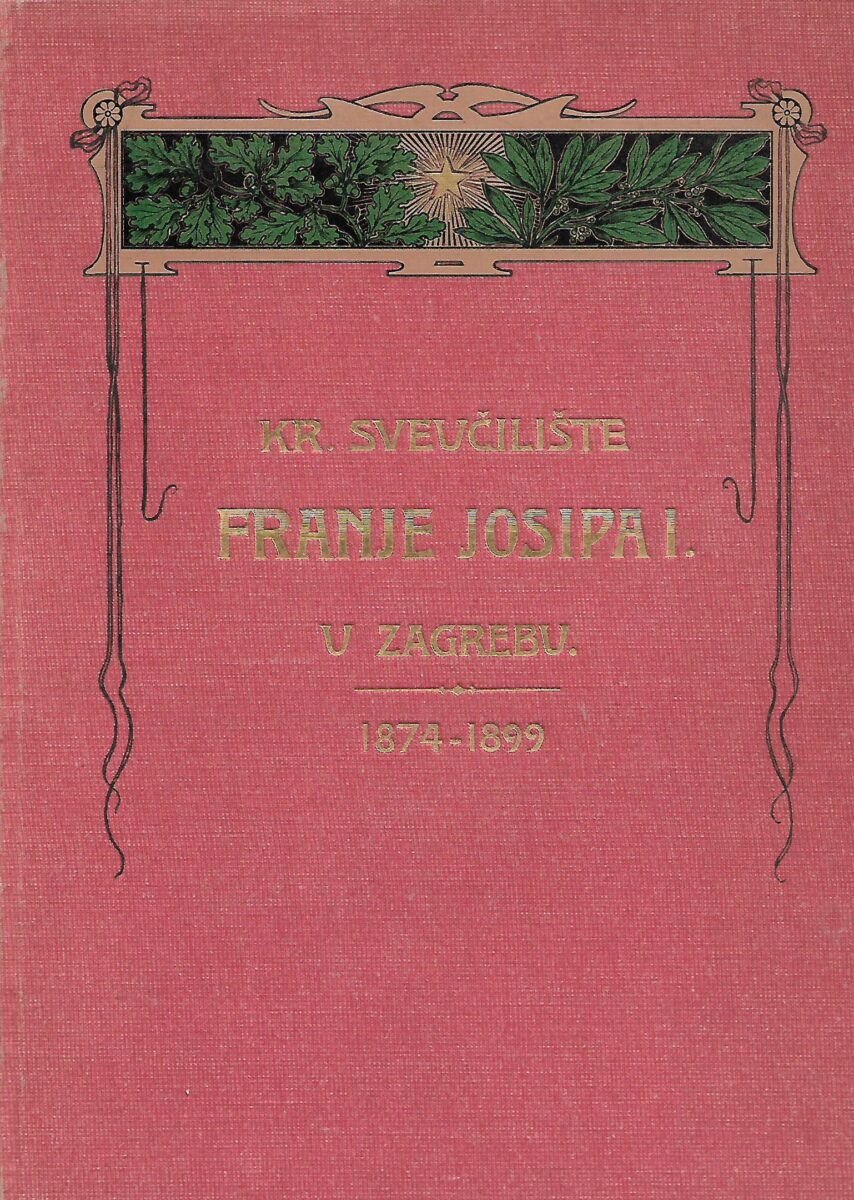 KR. SVEUČILIŠTE
FRANJE JOSIPA I.
U ZAGREBU.
1874-1899